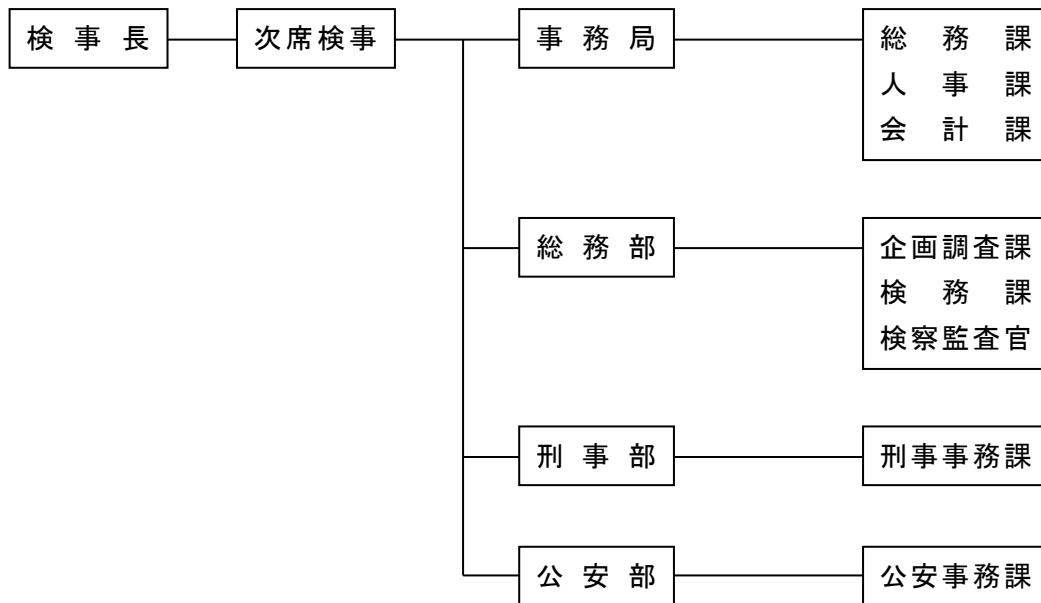 検事長
次席検事
事務局
総務課
人事課
会計課
総務部
企画調査課
検務課
検察監査官
刑事部
刑事事務課
公安部
公安事務課